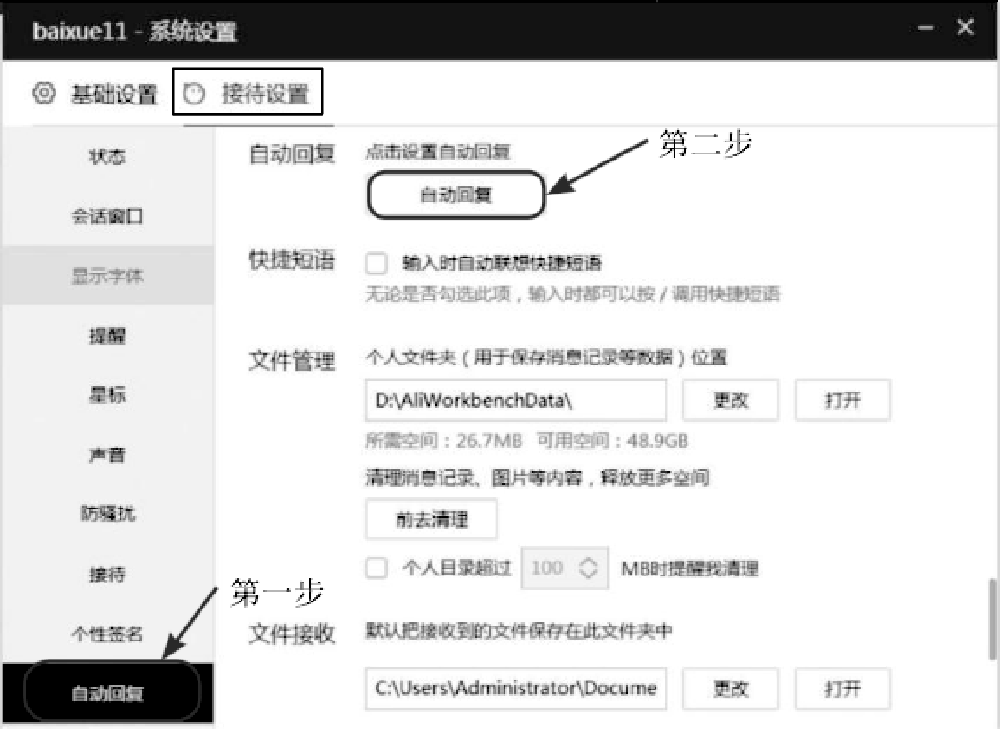 baixue11 - 系统设置
基础设置
接待设置
状态
会话窗口
显示字体
提醒
星标
声音
防骚扰
接待
个性签名
自动回复
第一步
自动回复
点击设置自动回复
自动回复
第二步
快捷短语
输入时自动联想快捷短语
无论是否勾选此项，输入时都可以按 / 调用快捷短语
文件管理
个人文件夹（用于保存消息记录等数据）位置
D:\AliWorkbenchData\
更改
打开
所需空间：26.7MB 可用空间：48.9GB
清理消息记录、图片等内容，释放更多空间
前去清理
个人目录超过 100 MB时提醒我清理
文件接收
默认把接收到的文件保存在此文件夹中
C:\Users\Administrator\Docume
更改
打开